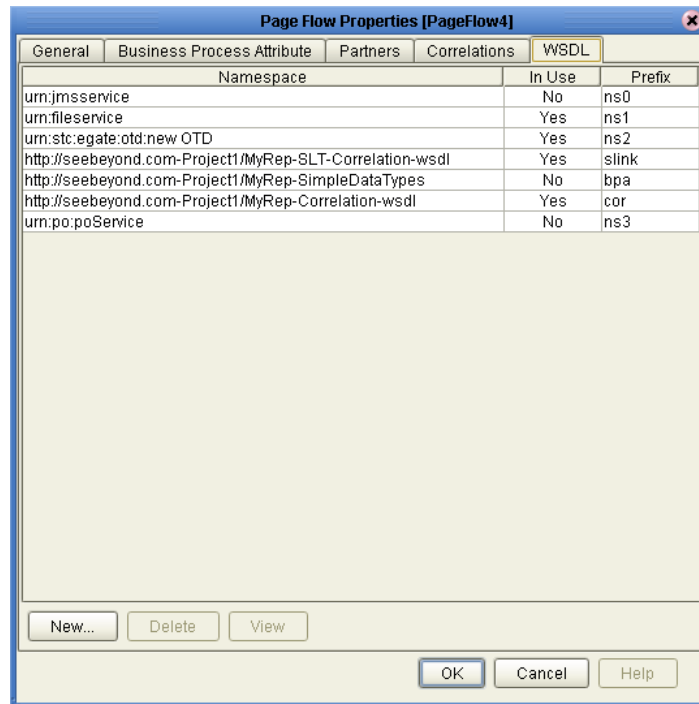 Page Flow Properties [PageFlow4]
General Business Process Attribute Partners Correlations WSDL
Namespace In Use Prefix
urn:jmsservice No ns0
urn:fileservice Yes ns1
urn:stc:egate:otd:new OTD Yes ns2
http://seebeyond.com-Project1/MyRep-SLT-Correlation-wsdl Yes slink
http://seebeyond.com-Project1/MyRep-SimpleDataTypes No bpa
http://seebeyond.com-Project1/MyRep-Correlation-wsdl Yes cor
urn:po:poService No ns3
New... Delete View
OK Cancel Help